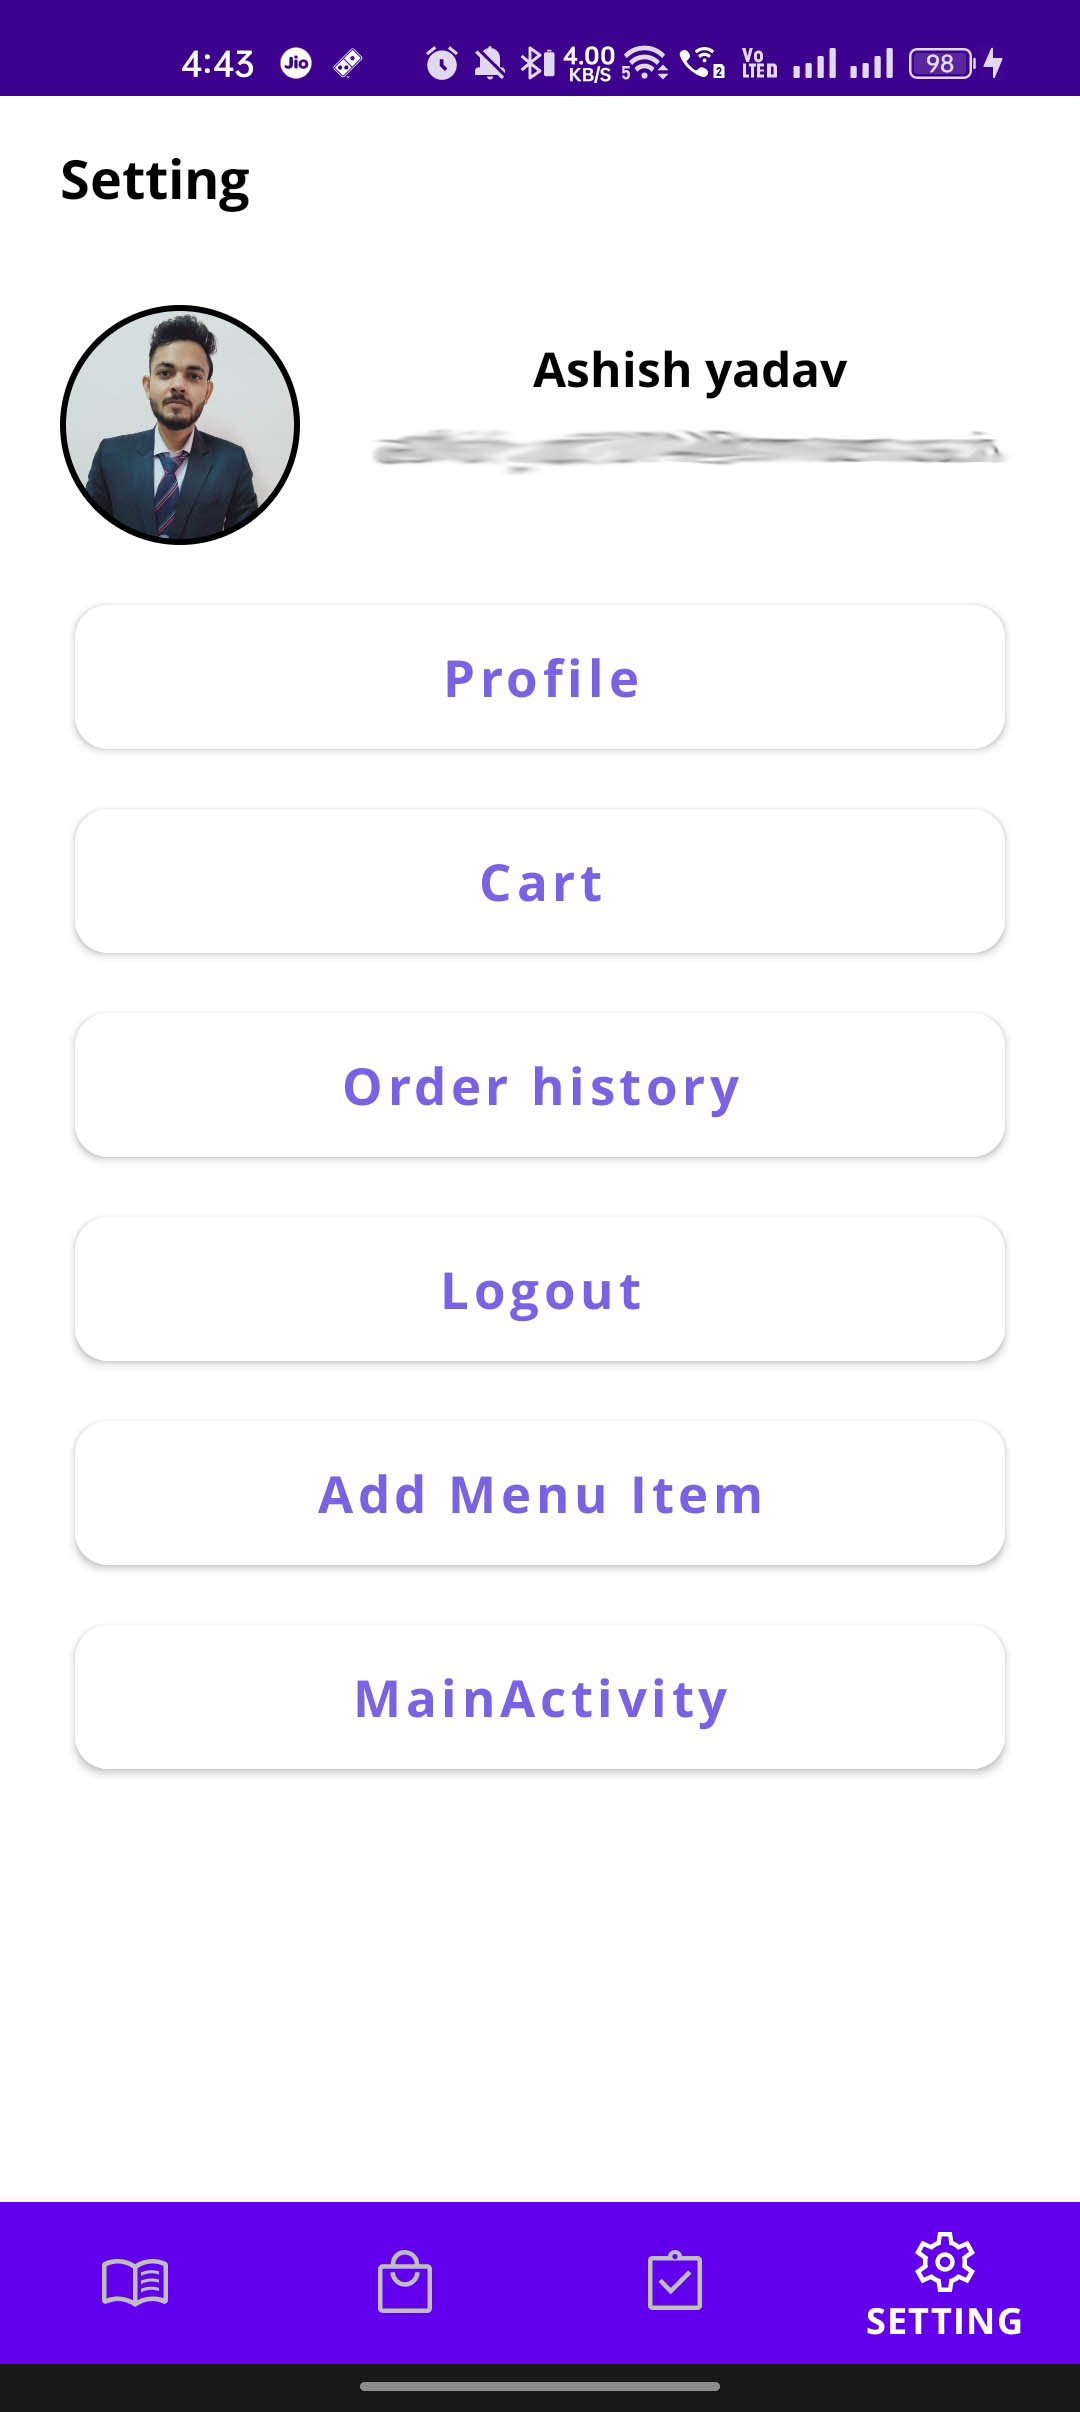 4:43 Jio 4.00 KB/S 5 2 Vo LTE D 98
Setting
Ashish yadav
Profile
Cart
Order history
Logout
Add Menu Item
MainActivity
SETTING